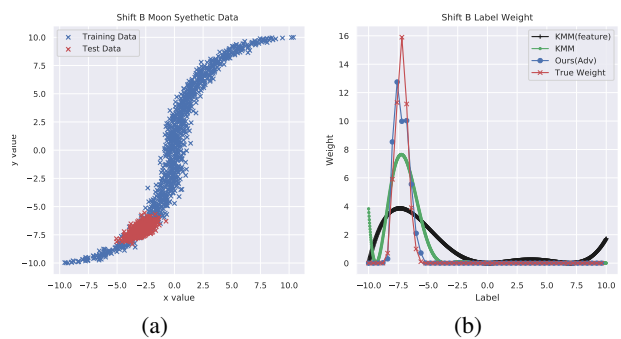 Shift B Moon Syethetic Data
Training Data
Test Data
y value
10.0
7.5
5.0
2.5
0.0
−2.5
−5.0
−7.5
−10.0
−10.0 −7.5 −5.0 −2.5 0.0 2.5 5.0 7.5 10.0
x value
(a)
Shift B Label Weight
KMM(feature)
KMM
Ours(Adv)
True Weight
Weight
16
14
12
10
8
6
4
2
0
−10.0 −7.5 −5.0 −2.5 0.0 2.5 5.0 7.5 10.0
Label
(b)